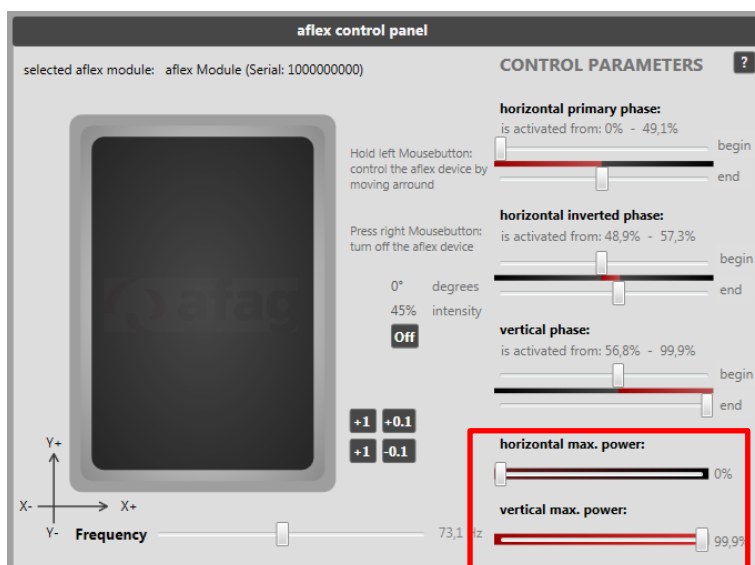 aflex control panel
selected aflex module: aflex Module (Serial: 1000000000)
CONTROL PARAMETERS
?
horizontal primary phase:
is activated from: 0% - 49,1%
begin
end
Hold left Mousebutton:
control the aflex device by
moving arround
Press right Mousebutton:
turn off the aflex device
horizontal inverted phase:
is activated from: 48,9% - 57,3%
begin
end
0° degrees
45% intensity
Off
afag
vertical phase:
is activated from: 56,8% - 99,9%
begin
end
+1 +0.1
+1 -0.1
horizontal max. power:
0%
vertical max. power:
99,9%
Y+
X- X+
Y-
Frequency 73,1 Hz